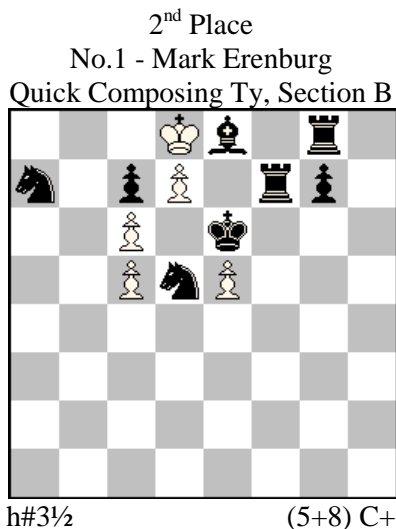 2nd Place
No.1 - Mark Erenburg
Quick Composing Ty, Section B
h#3½ (5+8) C+